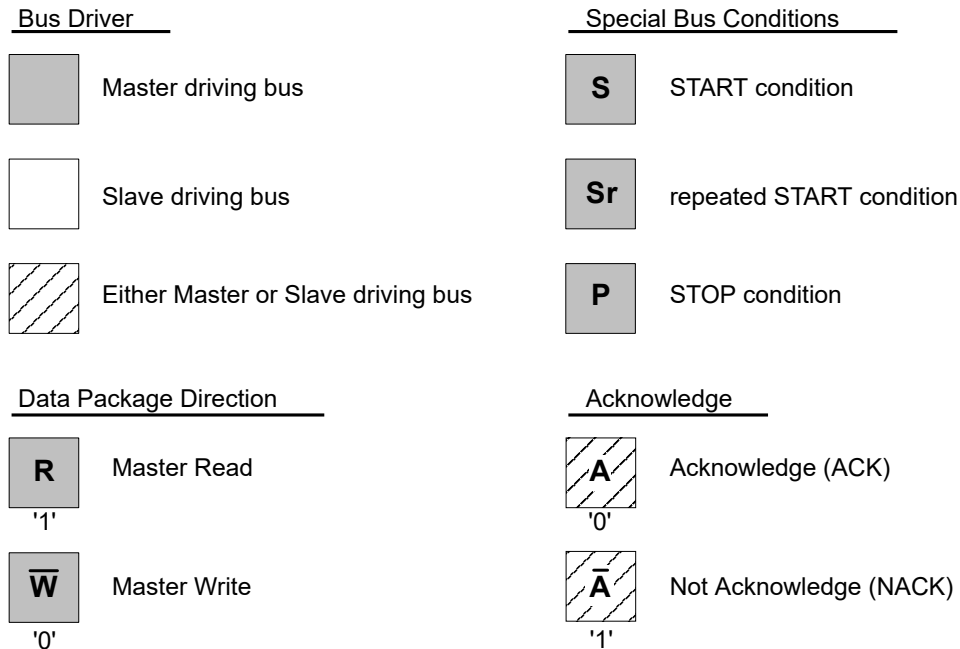 Bus Driver
Master driving bus
Slave driving bus
Either Master or Slave driving bus
Special Bus Conditions
S START condition
Sr repeated START condition
P STOP condition
Data Package Direction
R Master Read
'1'
W̅ Master Write
'0'
Acknowledge
A Acknowledge (ACK)
'0'
A̅ Not Acknowledge (NACK)
'1'